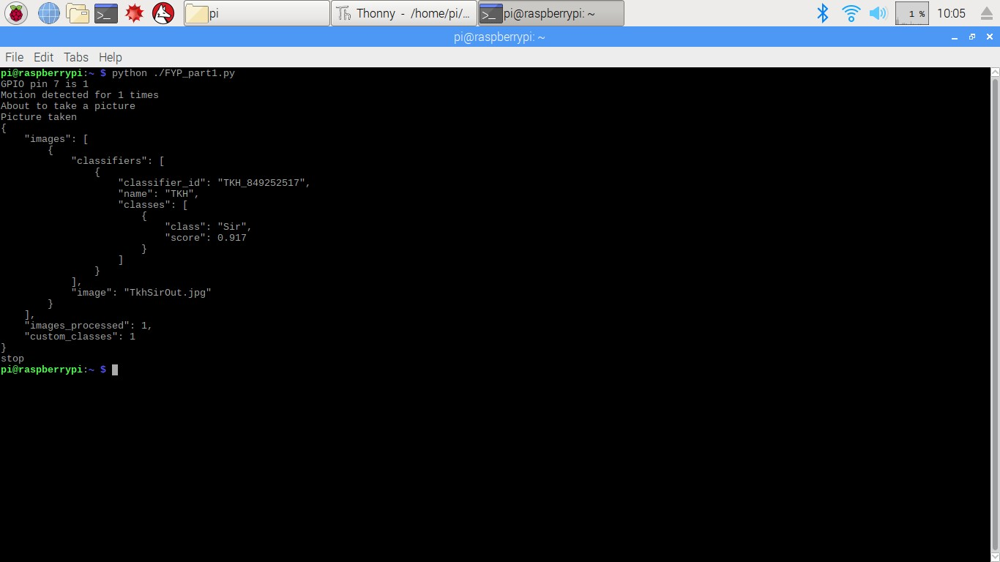 pi
Thonny - /home/pi/...
pi@raspberrypi: ~
1 %
10:05
pi@raspberrypi: ~
File Edit Tabs Help
pi@raspberrypi:~ $ python ./FYP_part1.py
GPIO pin 7 is 1
Motion detected for 1 times
About to take a picture
Picture taken
{
    "images": [
        {
            "classifiers": [
                {
                    "classifier_id": "TKH_849252517",
                    "name": "TKH",
                    "classes": [
                        {
                            "class": "Sir",
                            "score": 0.917
                        }
                    ]
                }
            ],
            "image": "TkhSirOut.jpg"
        }
    ],
    "images_processed": 1,
    "custom_classes": 1
}
stop
pi@raspberrypi:~ $